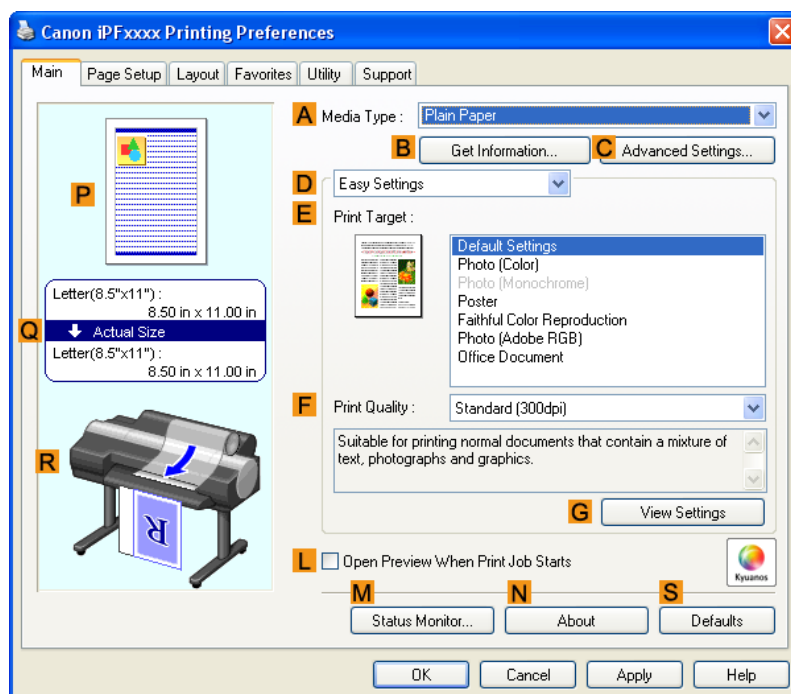 Canon iPFxxxx Printing Preferences
Main Page Setup Layout Favorites Utility Support
A Media Type : Plain Paper
B Get Information... C Advanced Settings...
D Easy Settings
E Print Target :
Default Settings
Photo (Color)
Photo (Monochrome)
Poster
Faithful Color Reproduction
Photo (Adobe RGB)
Office Document
F Print Quality : Standard (300dpi)
Suitable for printing normal documents that contain a mixture of
text, photographs and graphics.
G View Settings
P
Letter(8.5"x11") :
8.50 in x 11.00 in
Q Actual Size
Letter(8.5"x11") :
8.50 in x 11.00 in
R
R
L Open Preview When Print Job Starts
Kyuanos
M N S
Status Monitor... About Defaults
OK Cancel Apply Help